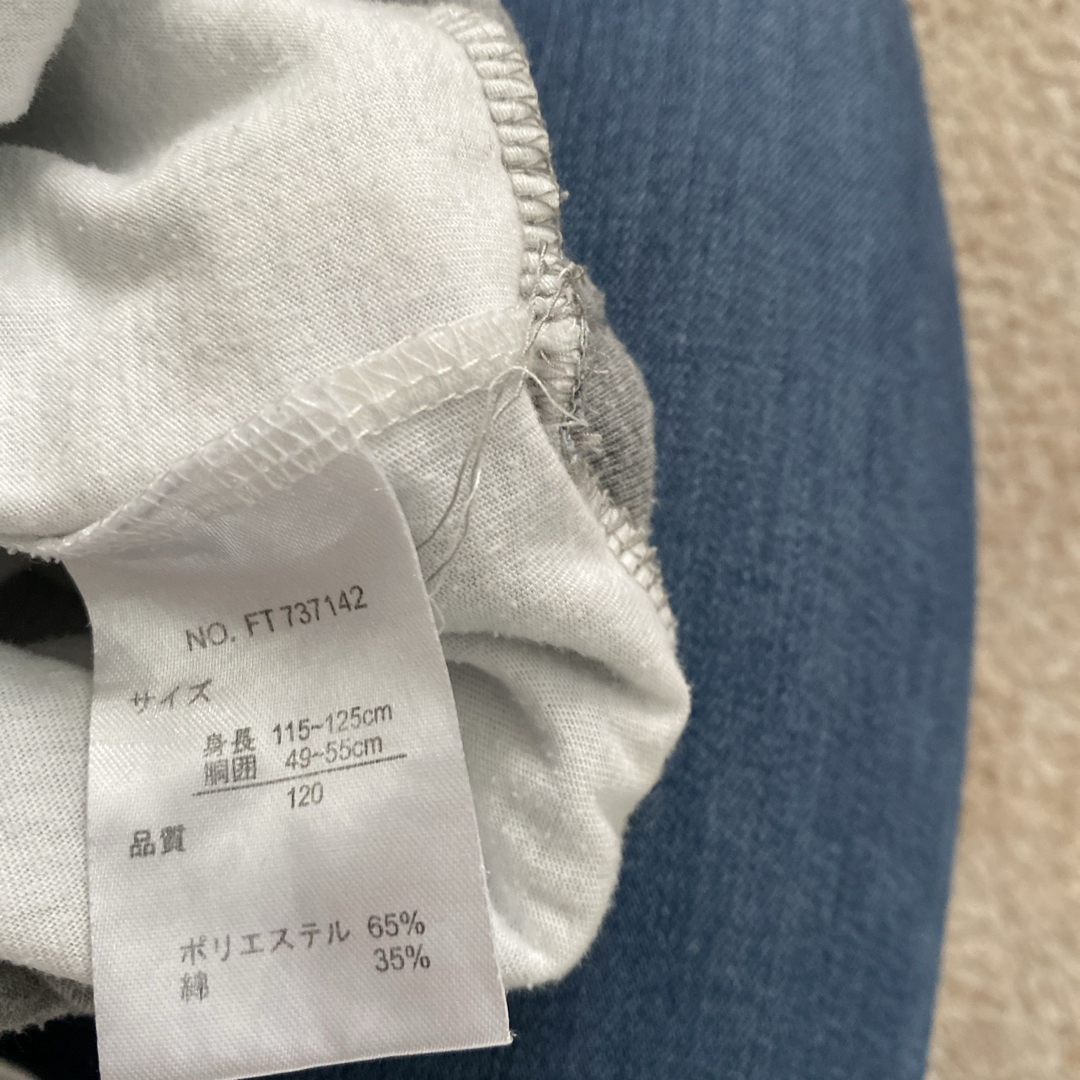 NO. FT737142
サイズ
身長 115~125cm
胴囲 49~55cm
120
品質
ポリエステル 65%
綿 35%